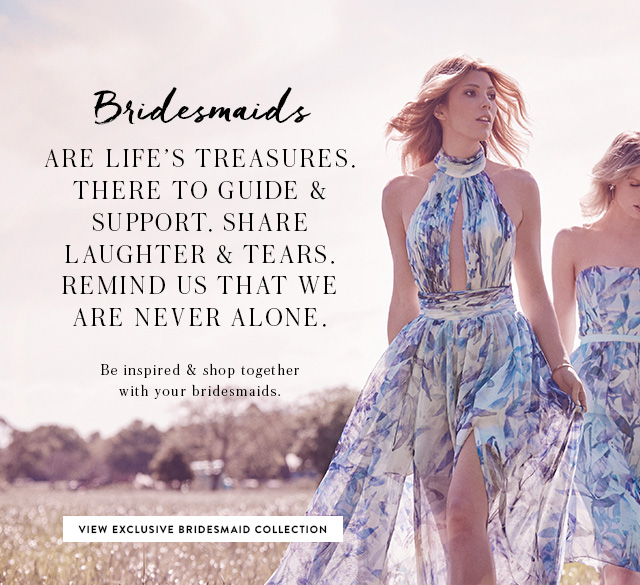 Bridesmaids
ARE LIFE'S TREASURES.
THERE TO GUIDE &
SUPPORT. SHARE
LAUGHTER & TEARS.
REMIND US THAT WE
ARE NEVER ALONE.
Be inspired & shop together
with your bridesmaids.
VIEW EXCLUSIVE BRIDESMAID COLLECTION